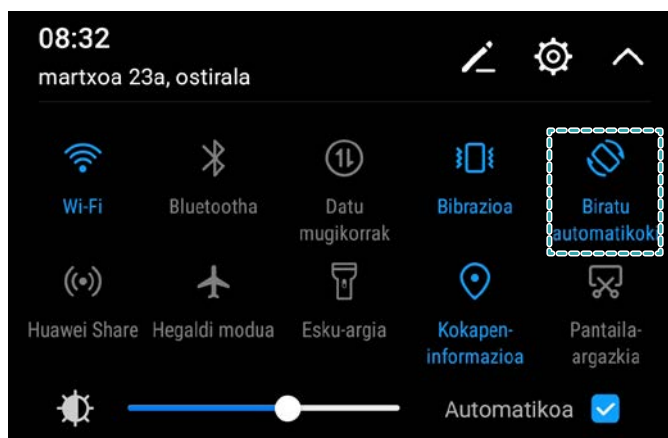 08:32
martxoa 23a, ostirala
Wi-Fi
Bluetootha
Datu
mugikorrak
Bibrazioa
Biratu
automatikoki
Huawei Share
Hegaldi modua
Esku-argia
Kokapen-
informazioa
Pantaila-
argazkia
Automatikoa